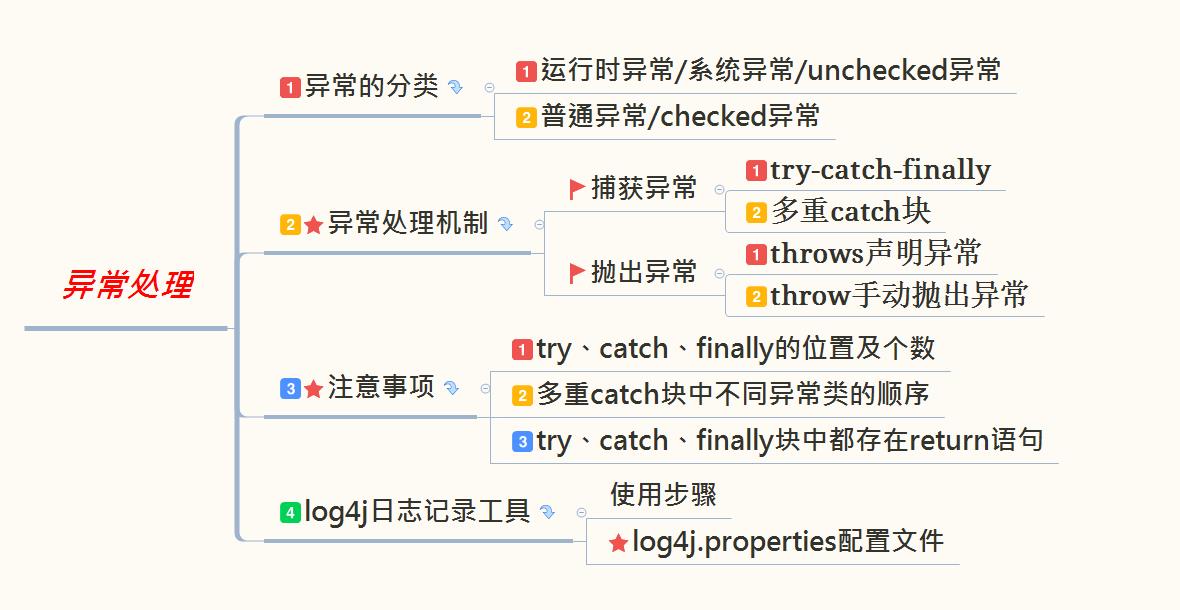 异常处理
1 异常的分类
1 运行时异常/系统异常/unchecked异常
2 普通异常/checked异常
2 异常处理机制
捕获异常
1 try-catch-finally
2 多重catch块
抛出异常
1 throws声明异常
2 throw手动抛出异常
3 注意事项
1 try、catch、finally的位置及个数
2 多重catch块中不同异常类的顺序
3 try、catch、finally块中都存在return语句
4 log4j日志记录工具
使用步骤
log4j.properties配置文件